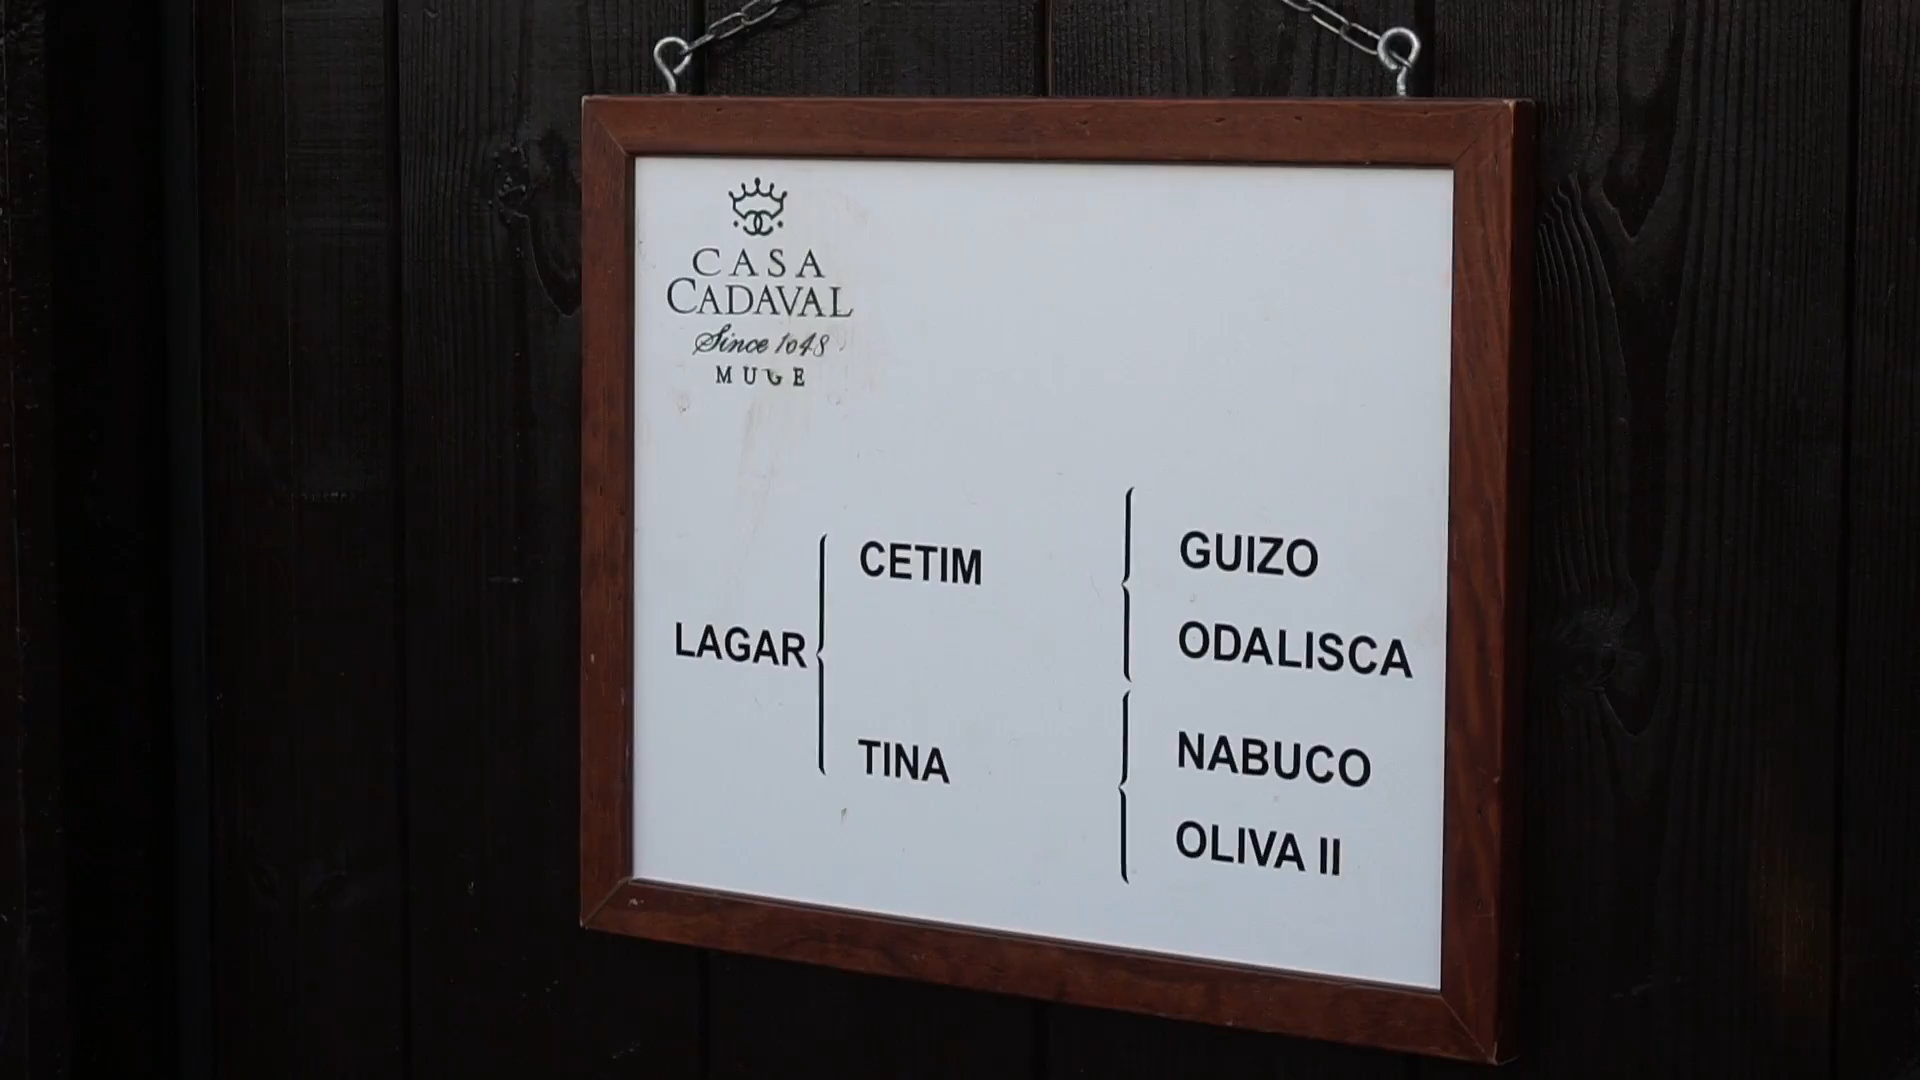 CASA
CADAVAL
Since 1648
MUGE
CETIM
GUIZO
ODALISCA
LAGAR
TINA
NABUCO
OLIVA II